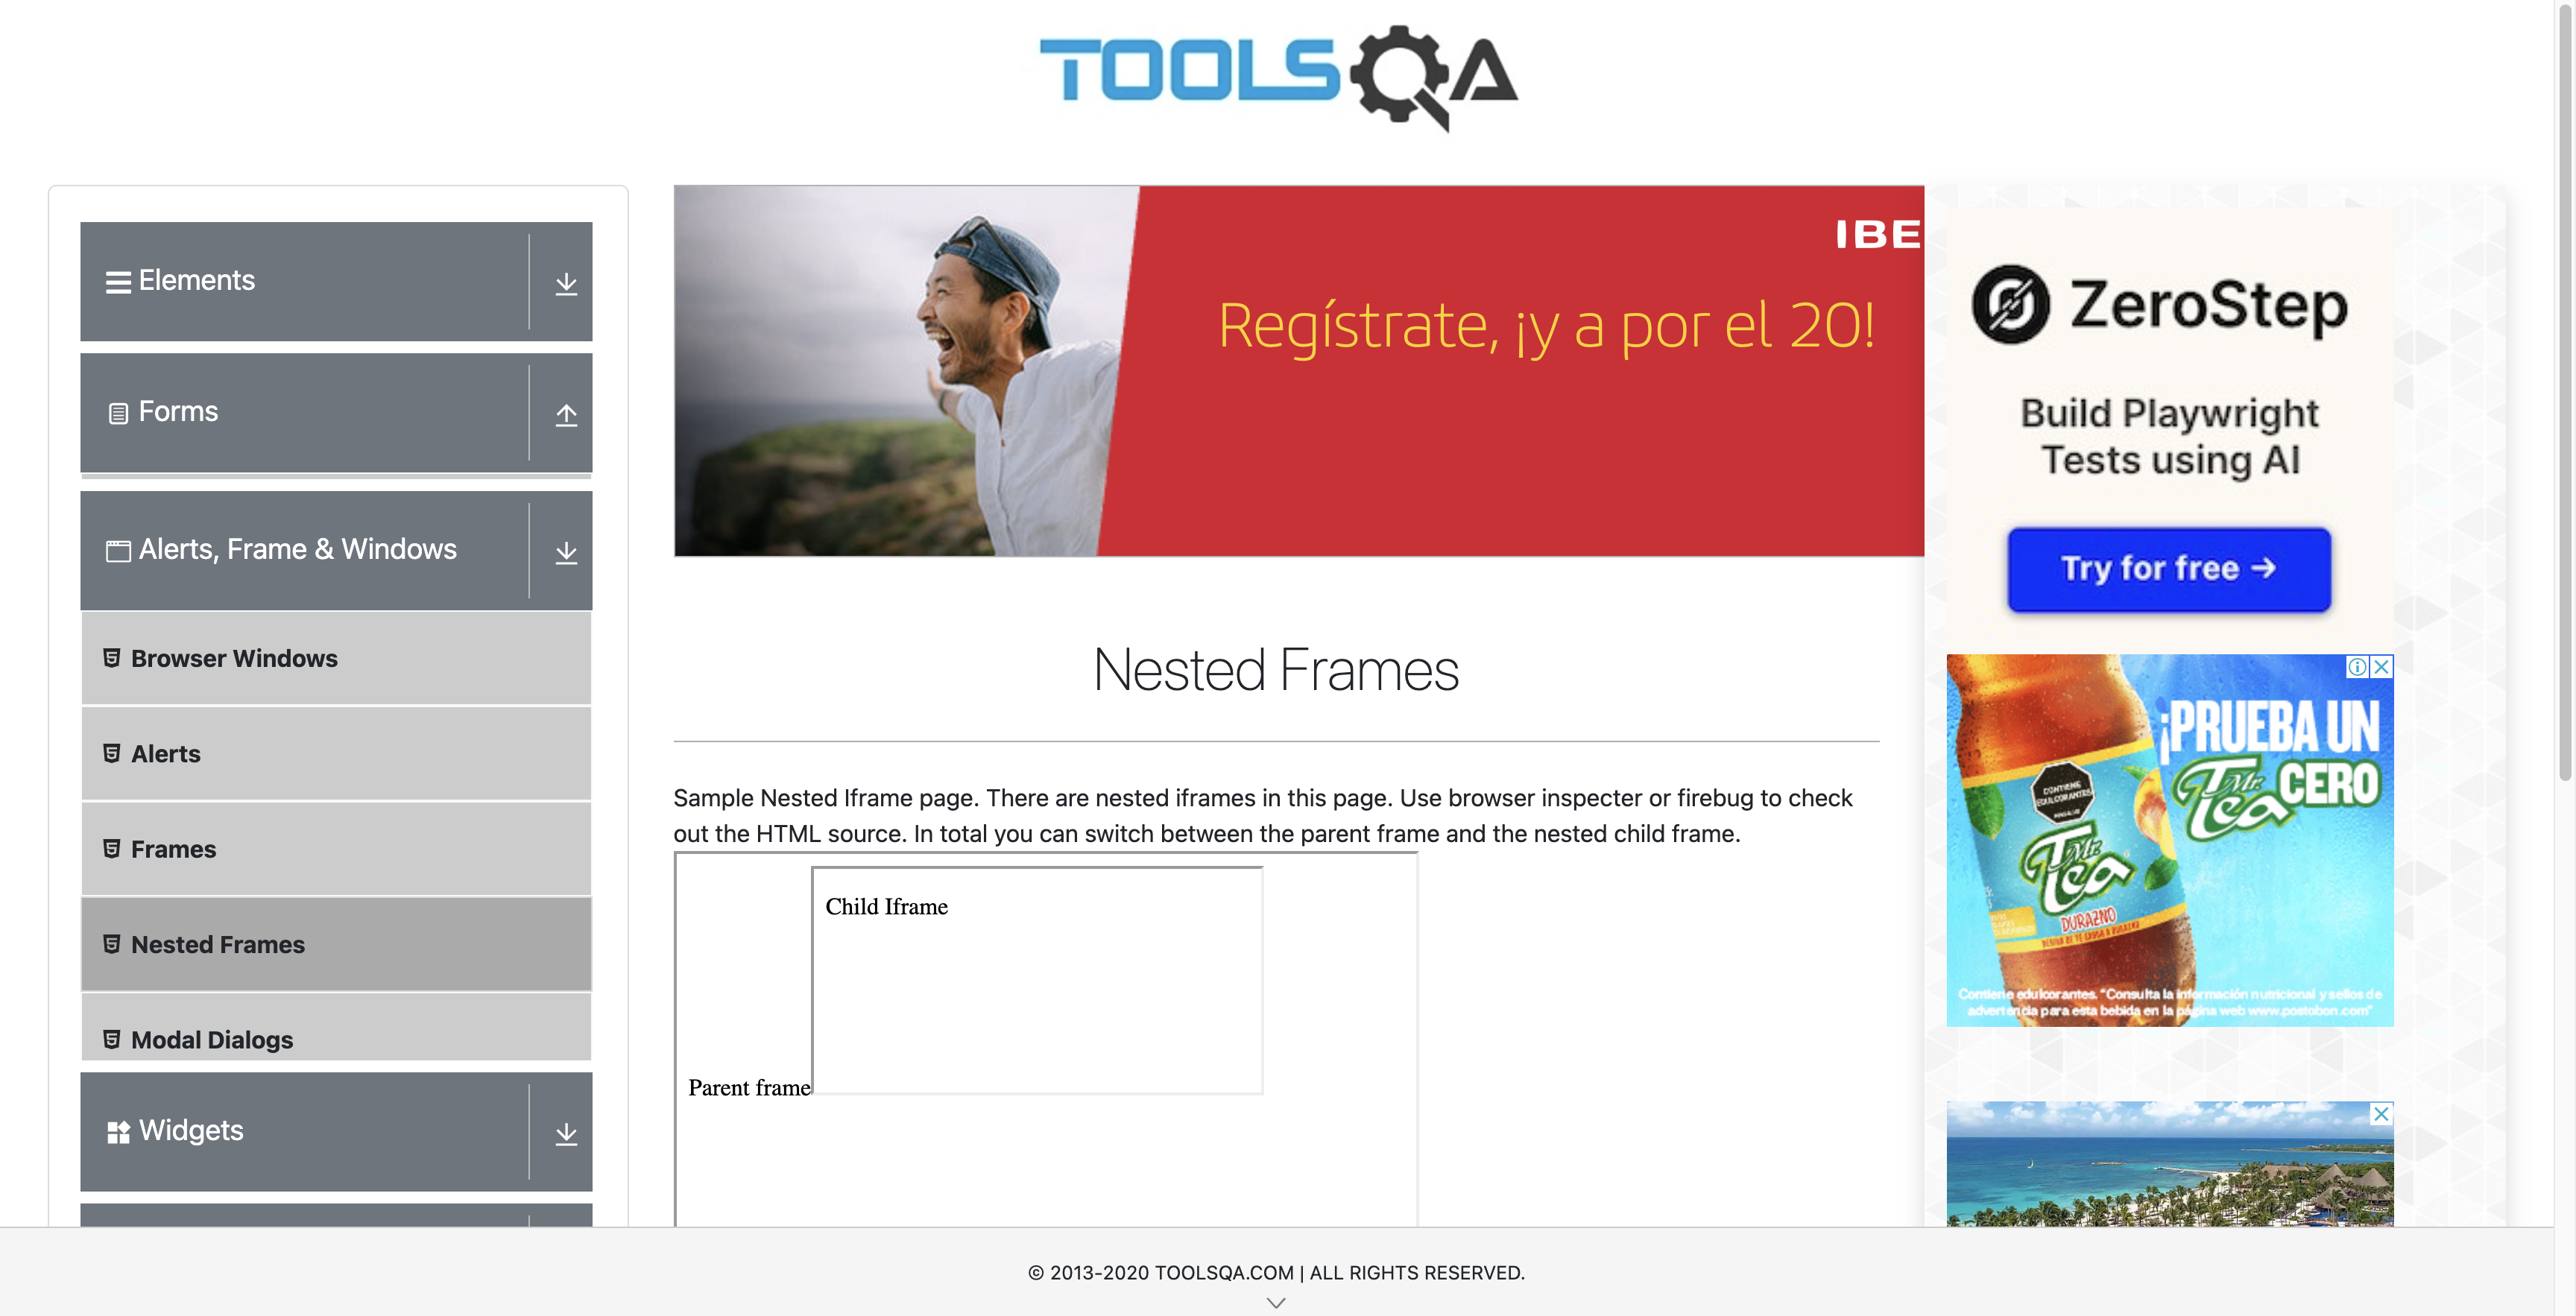 TOOLSQA
Elements
Forms
Alerts, Frame & Windows
Browser Windows
Alerts
Frames
Nested Frames
Modal Dialogs
Widgets
IBE
Regístrate, ¡y a por el 20!
Nested Frames
Sample Nested Iframe page. There are nested iframes in this page. Use browser inspecter or firebug to check
out the HTML source. In total you can switch between the parent frame and the nested child frame.
Child Iframe
Parent frame
ZeroStep
Build Playwright
Tests using AI
Try for free →
¡PRUEBA UN
Mr. Tea CERO
CONTIENE
EDULCORANTES
Mr.
Tea
DURAZNO
Contiene edulcorantes. "Consulta la información nutricional y sellos de
advertencia para esta bebida en la página web www.postobon.com"
© 2013-2020 TOOLSQA.COM | ALL RIGHTS RESERVED.